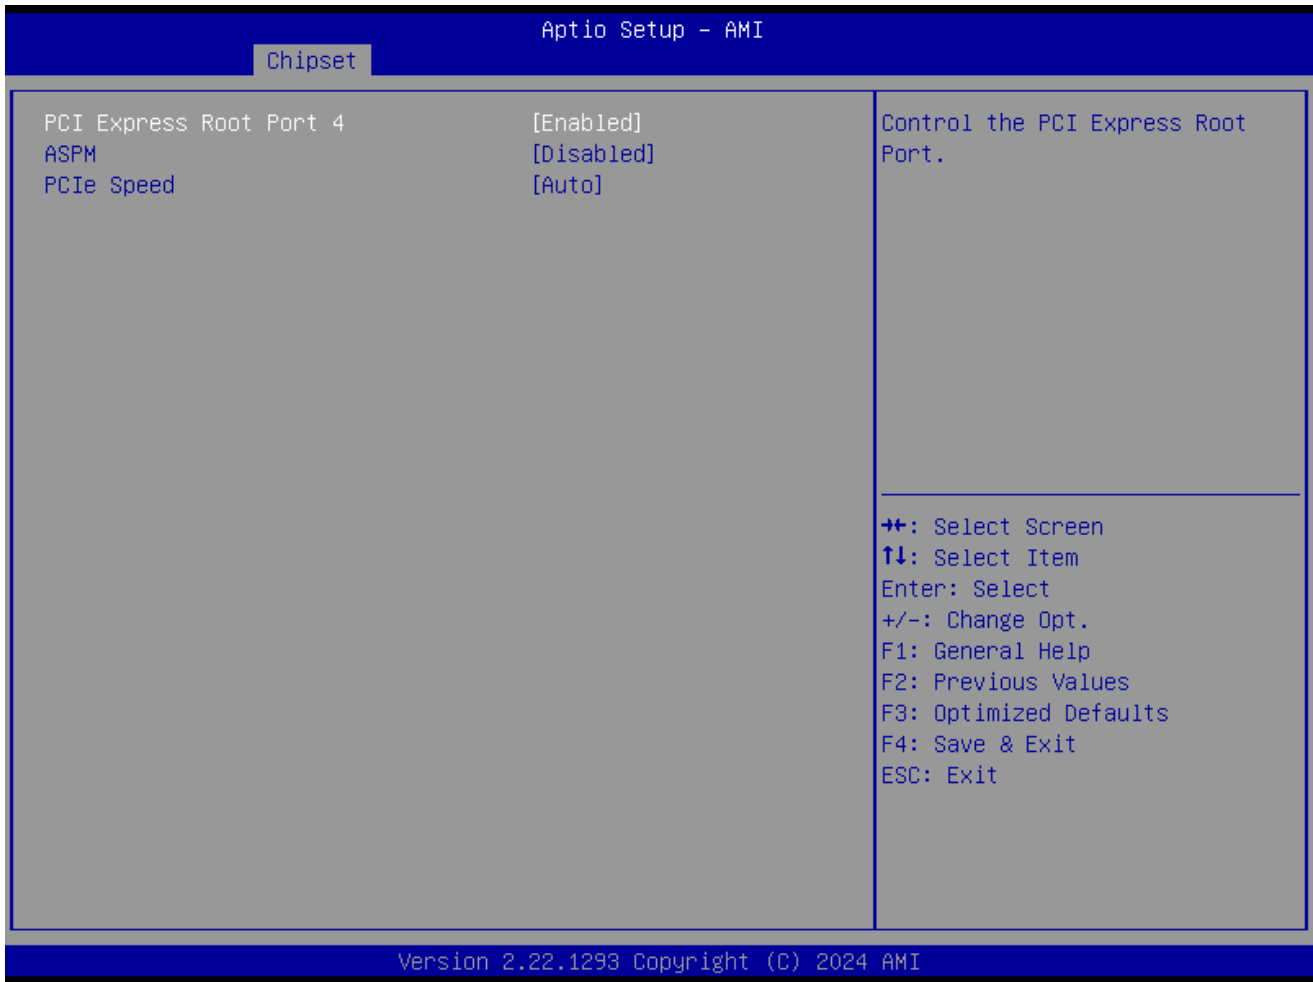 Aptio Setup – AMI
Chipset
PCI Express Root Port 4 [Enabled]
ASPM [Disabled]
PCIe Speed [Auto]
Control the PCI Express Root
Port.
→←: Select Screen
↑↓: Select Item
Enter: Select
+/-: Change Opt.
F1: General Help
F2: Previous Values
F3: Optimized Defaults
F4: Save & Exit
ESC: Exit
Version 2.22.1293 Copyright (C) 2024 AMI